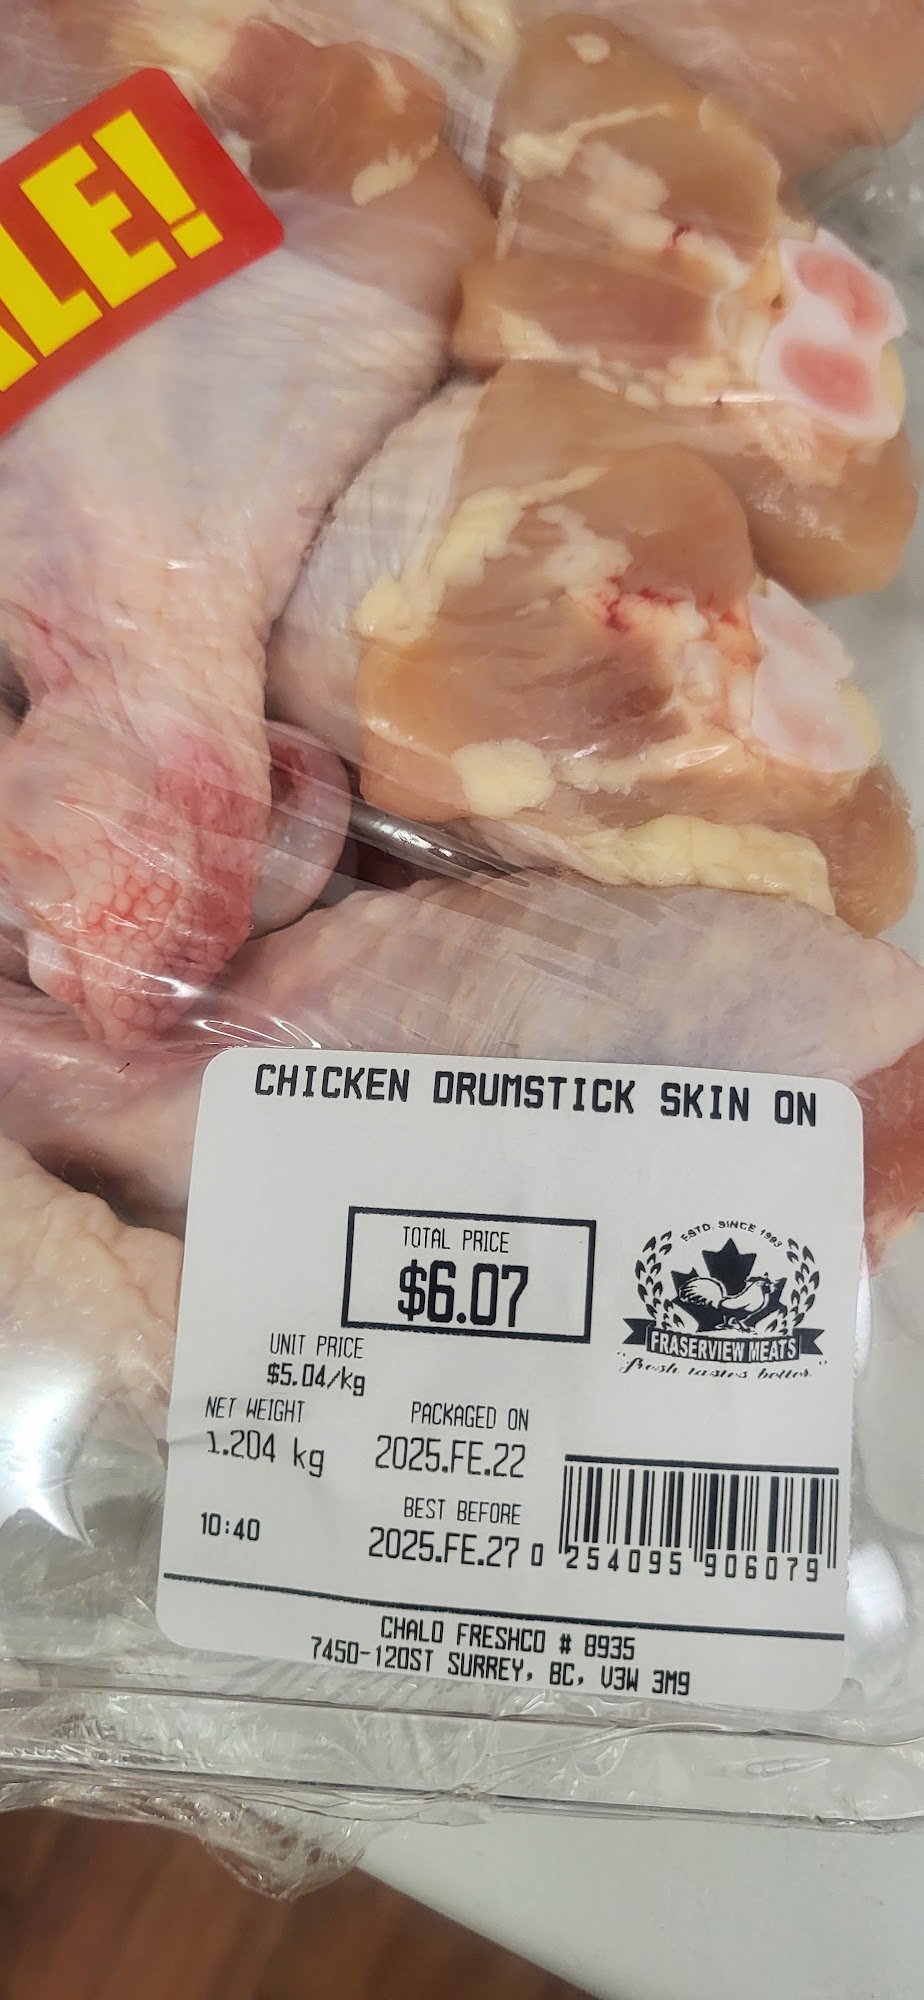 LE!
CHICKEN DRUMSTICK SKIN ON
TOTAL PRICE
$6.07
ESTD. SINCE 1993
FRASERVIEW MEATS
"fresh tastes better"
UNIT PRICE
$5.04/kg
NET WEIGHT
1.204 kg
PACKAGED ON
2025.FE.22
10:40
BEST BEFORE
2025.FE.27
0 254095 906079
CHALO FRESHCO # 8935
7450-120ST SURREY, BC, V3W 3M9